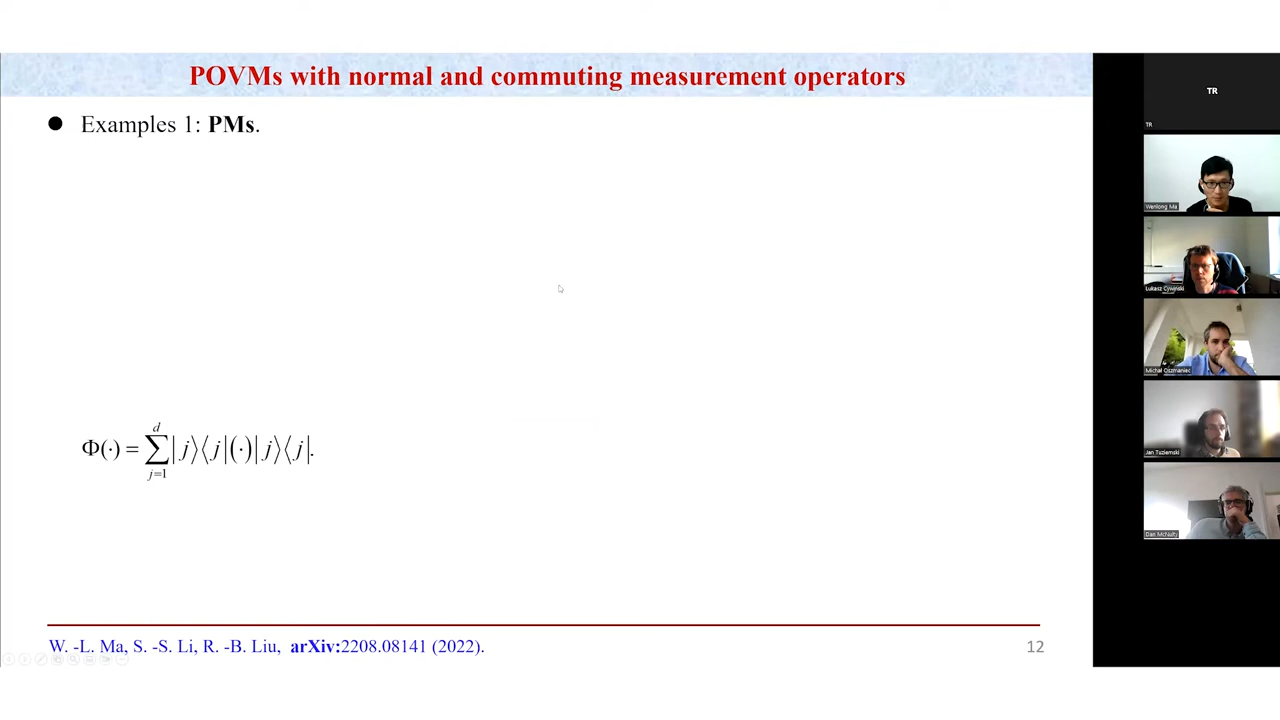 POVMs with normal and commuting measurement operators
● Examples 1: PMs.
Φ(·) = ∑_{j=1}^{d} |j⟩⟨j|(·)|j⟩⟨j|.
W. -L. Ma, S. -S. Li, R. -B. Liu, arXiv:2208.08141 (2022).
12
TR
TR
Wenlong Ma
Łukasz Cywiński
Michał Oszmaniec
Jan Tuziemski
Dan McNulty